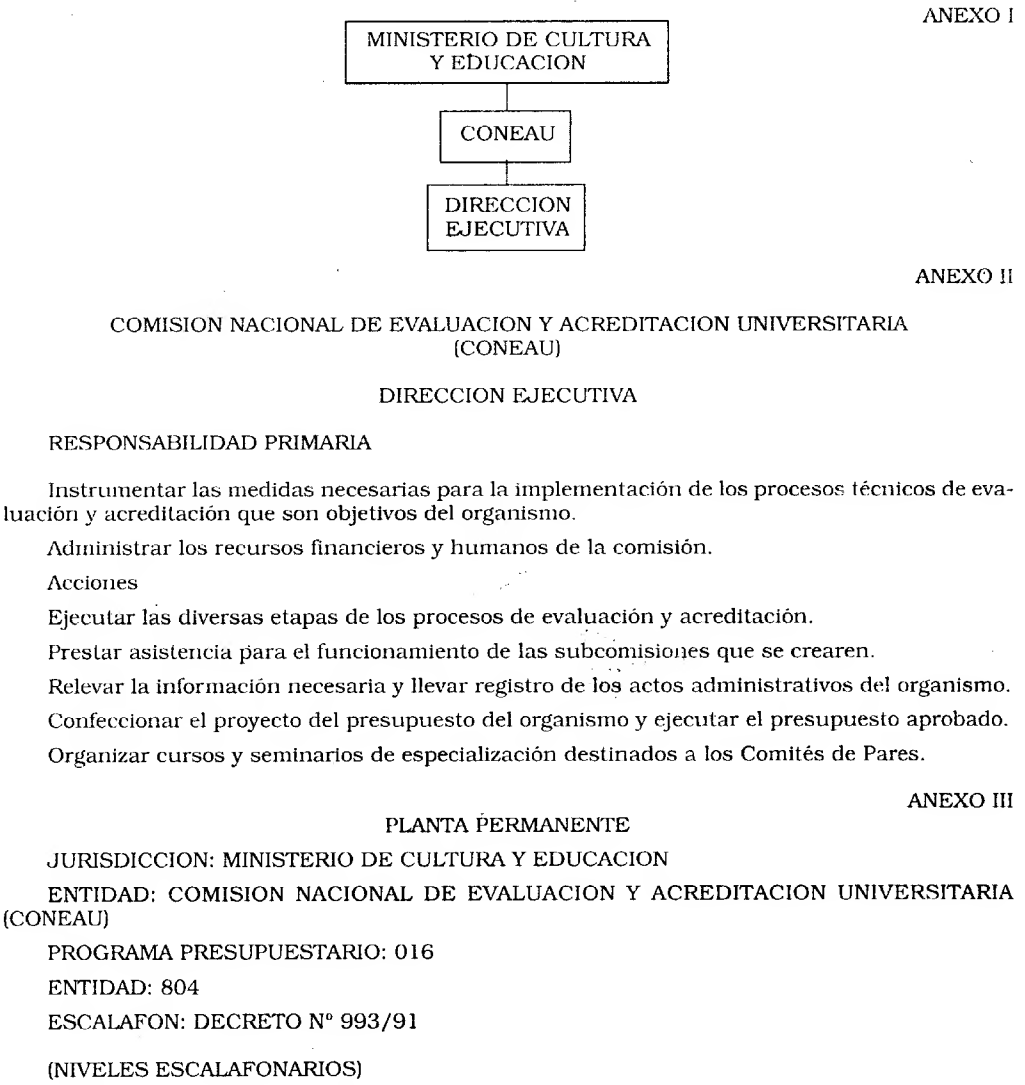 ANEXO I
MINISTERIO DE CULTURA
Y EDUCACION
CONEAU
DIRECCION
EJECUTIVA
ANEXO II
COMISION NACIONAL DE EVALUACION Y ACREDITACION UNIVERSITARIA
(CONEAU)
DIRECCION EJECUTIVA
RESPONSABILIDAD PRIMARIA
Instrumentar las medidas necesarias para la implementación de los procesos técnicos de eva-
luación y acreditación que son objetivos del organismo.
Administrar los recursos financieros y humanos de la comisión.
Acciones
Ejecutar las diversas etapas de los procesos de evaluación y acreditación.
Prestar asistencia para el funcionamiento de las subcomisiones que se crearen.
Relevar la información necesaria y llevar registro de los actos administrativos del organismo.
Confeccionar el proyecto del presupuesto del organismo y ejecutar el presupuesto aprobado.
Organizar cursos y seminarios de especialización destinados a los Comités de Pares.
ANEXO III
PLANTA PERMANENTE
JURISDICCION: MINISTERIO DE CULTURA Y EDUCACION
ENTIDAD: COMISION NACIONAL DE EVALUACION Y ACREDITACION UNIVERSITARIA
(CONEAU)
PROGRAMA PRESUPUESTARIO: 016
ENTIDAD: 804
ESCALAFON: DECRETO Nº 993/91
(NIVELES ESCALAFONARIOS)